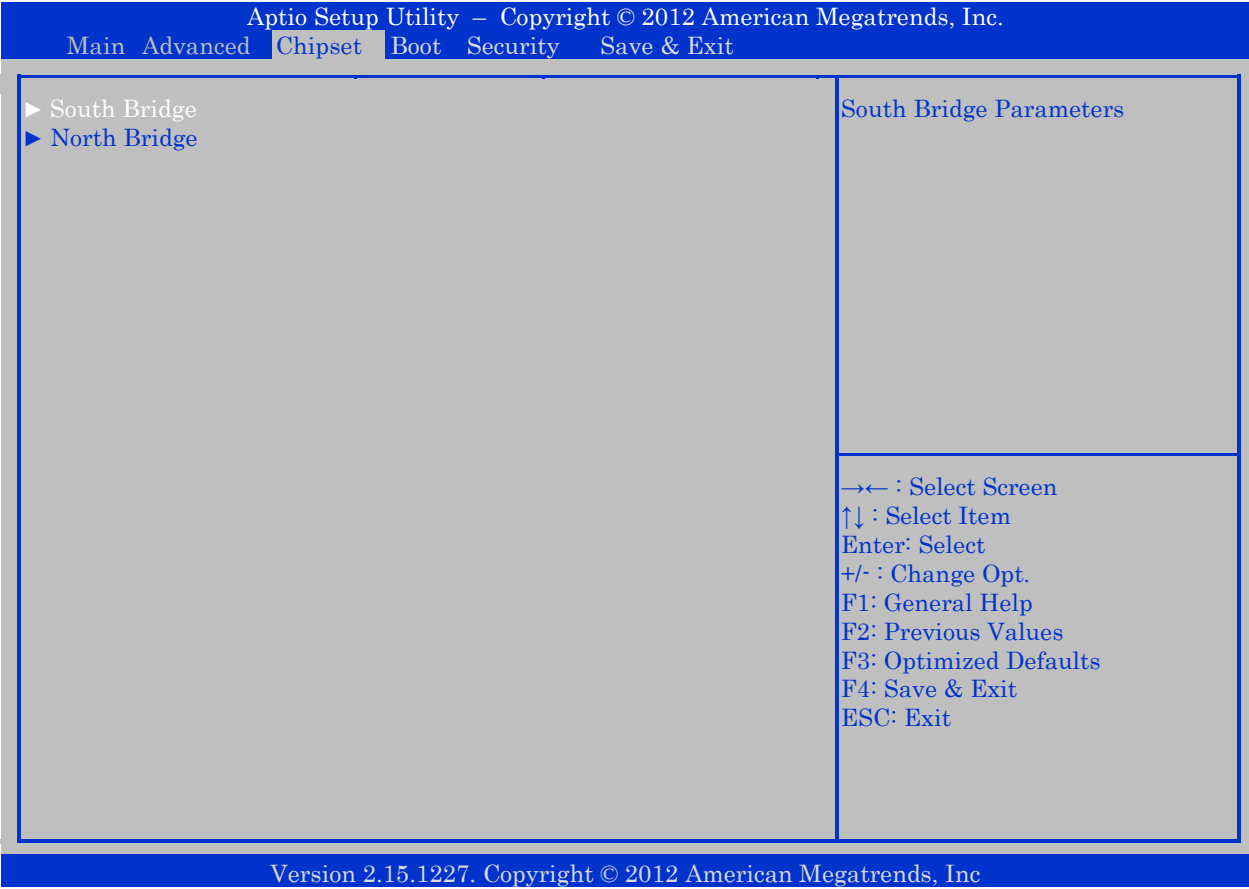 Aptio Setup Utility – Copyright © 2012 American Megatrends, Inc.
Main Advanced Chipset Boot Security Save & Exit
► South Bridge
► North Bridge
South Bridge Parameters
→← : Select Screen
↑↓ : Select Item
Enter: Select
+/- : Change Opt.
F1: General Help
F2: Previous Values
F3: Optimized Defaults
F4: Save & Exit
ESC: Exit
Version 2.15.1227. Copyright © 2012 American Megatrends, Inc